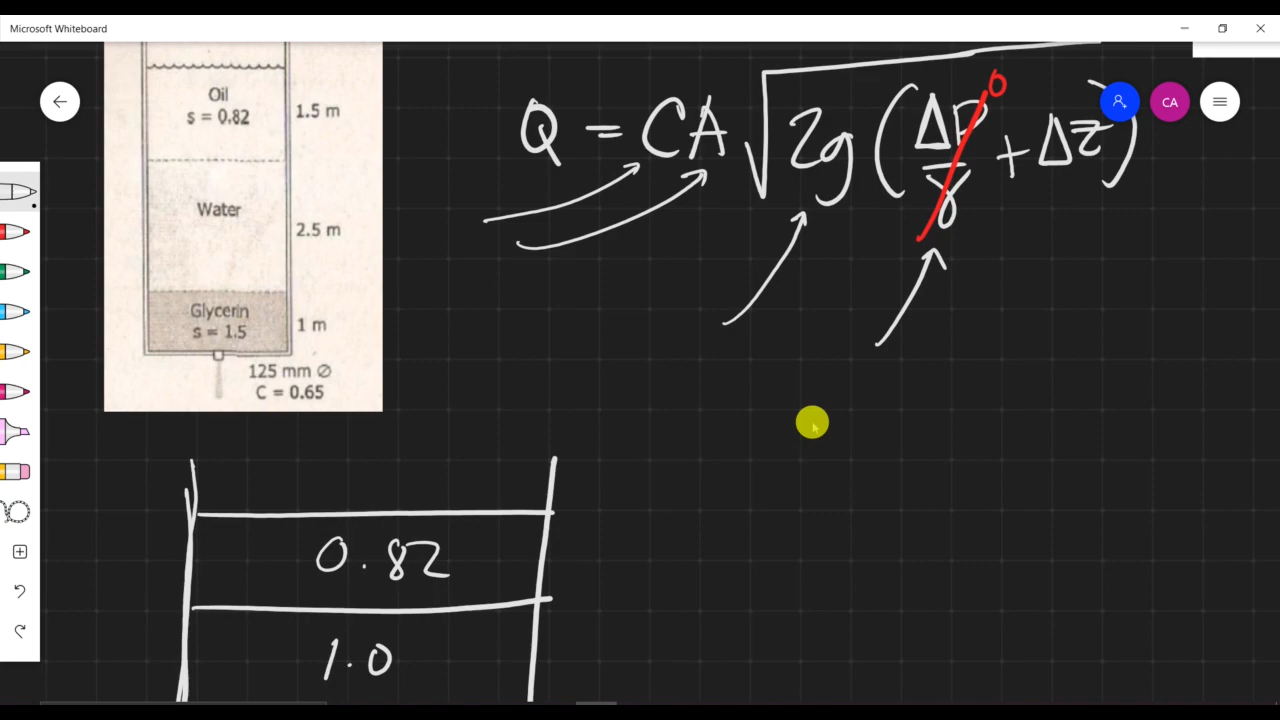 Microsoft Whiteboard
Oil
s = 0.82
1.5 m
Water
2.5 m
Glycerin
s = 1.5
1 m
125 mm ∅
C = 0.65
Q = CA √2g (ΔP/γ + Δz)
0
CA
0.82
1.0